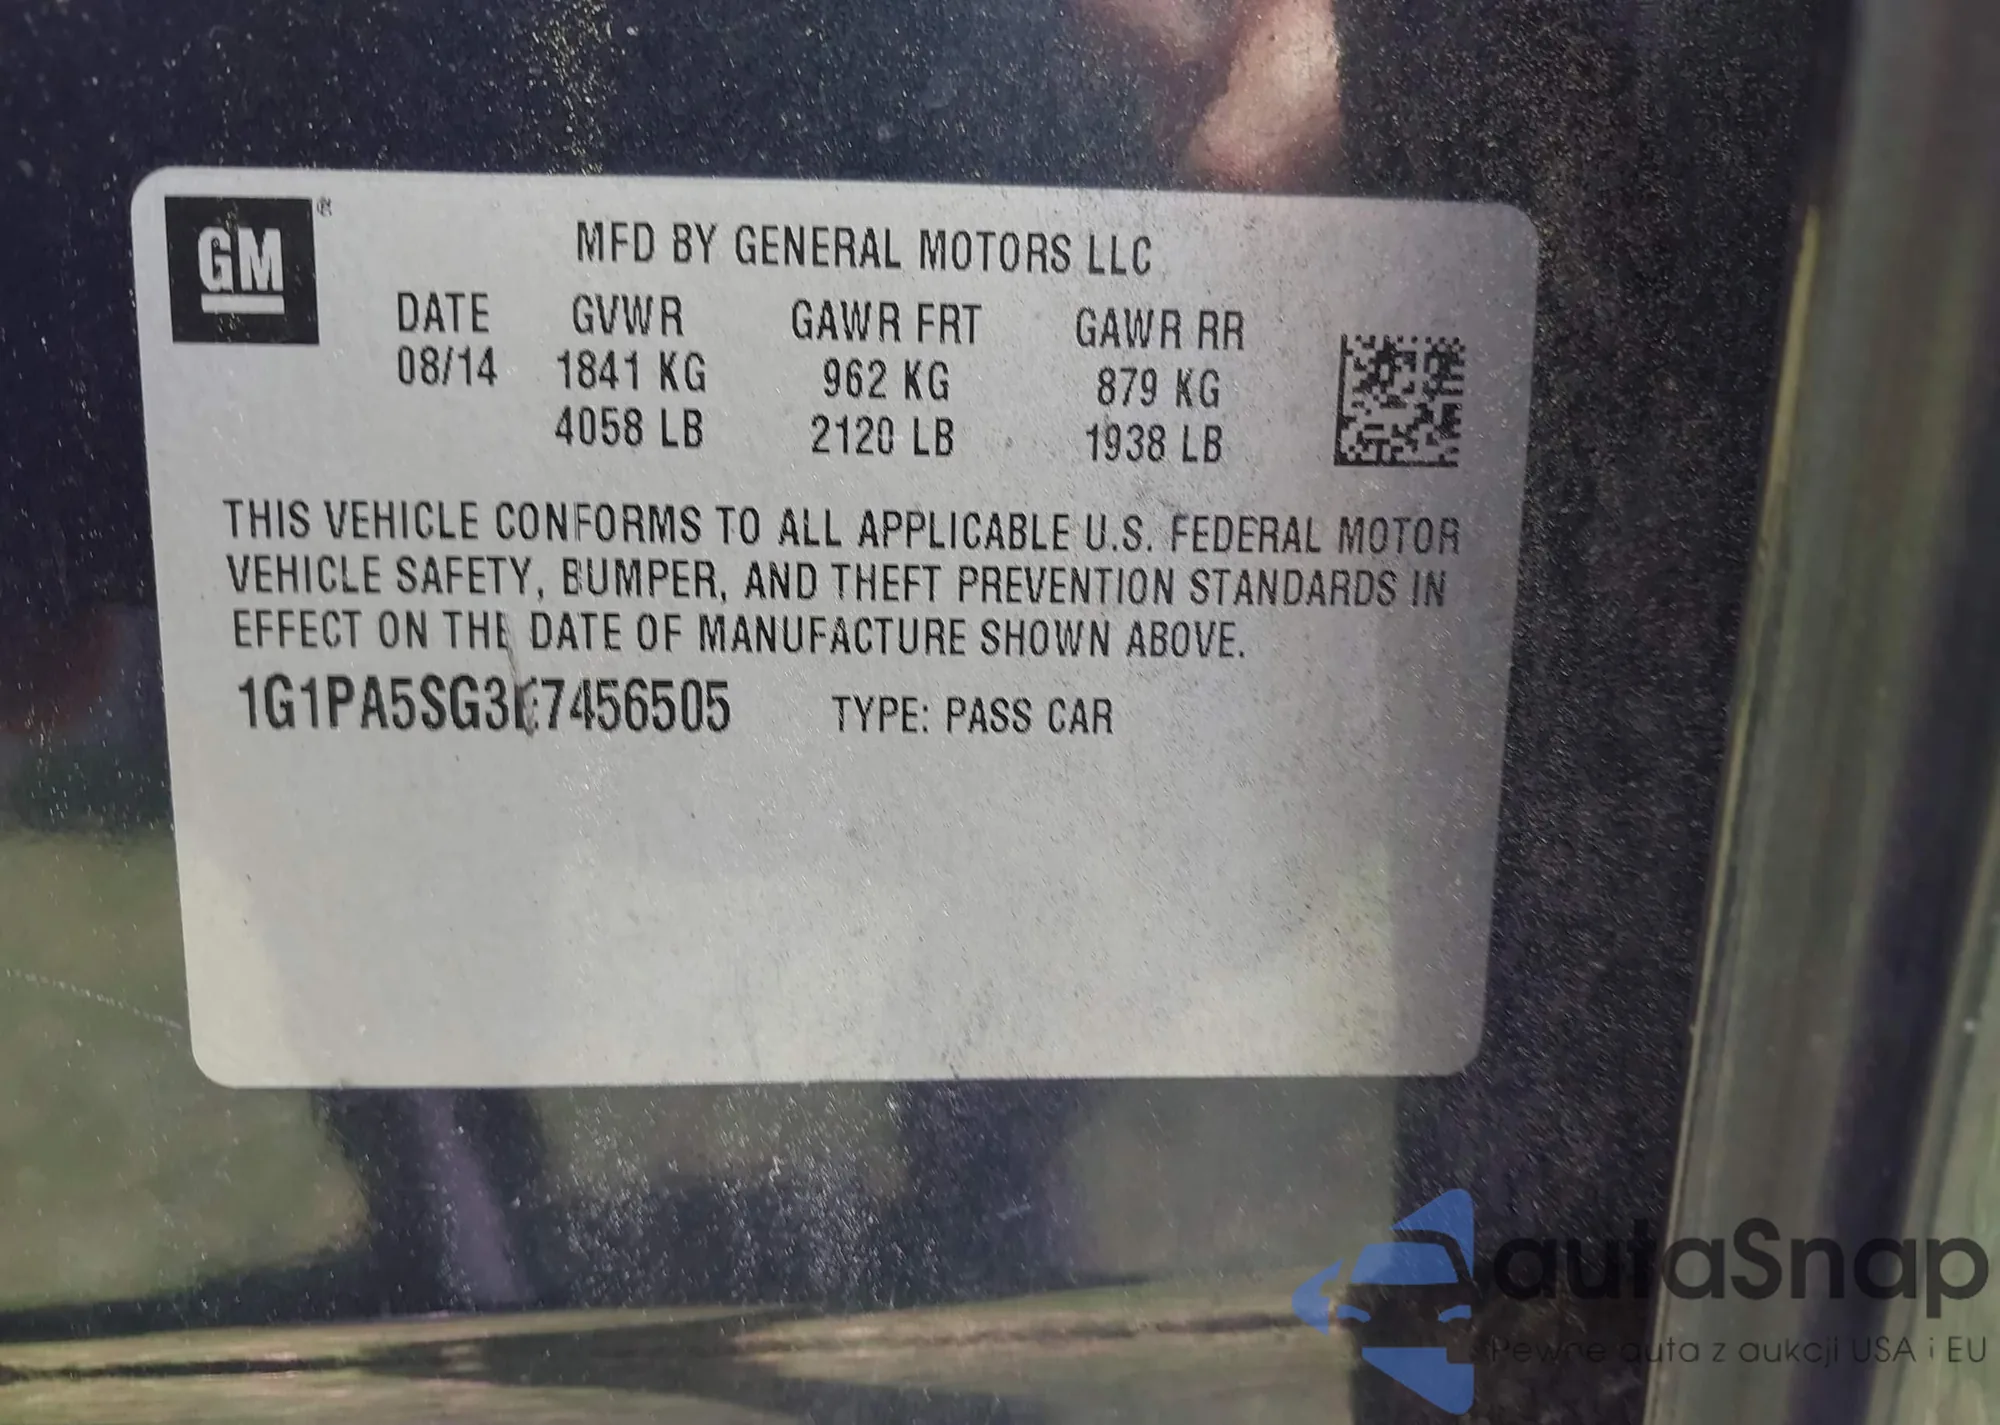 GM ®
MFD BY GENERAL MOTORS LLC
DATE GVWR GAWR FRT GAWR RR
08/14 1841 KG 962 KG 879 KG
4058 LB 2120 LB 1938 LB
THIS VEHICLE CONFORMS TO ALL APPLICABLE U.S. FEDERAL MOTOR
VEHICLE SAFETY, BUMPER, AND THEFT PREVENTION STANDARDS IN
EFFECT ON THE DATE OF MANUFACTURE SHOWN ABOVE.
1G1PA5SG3E7456505 TYPE: PASS CAR
autaSnap
Pewne auta z aukcji USA i EU